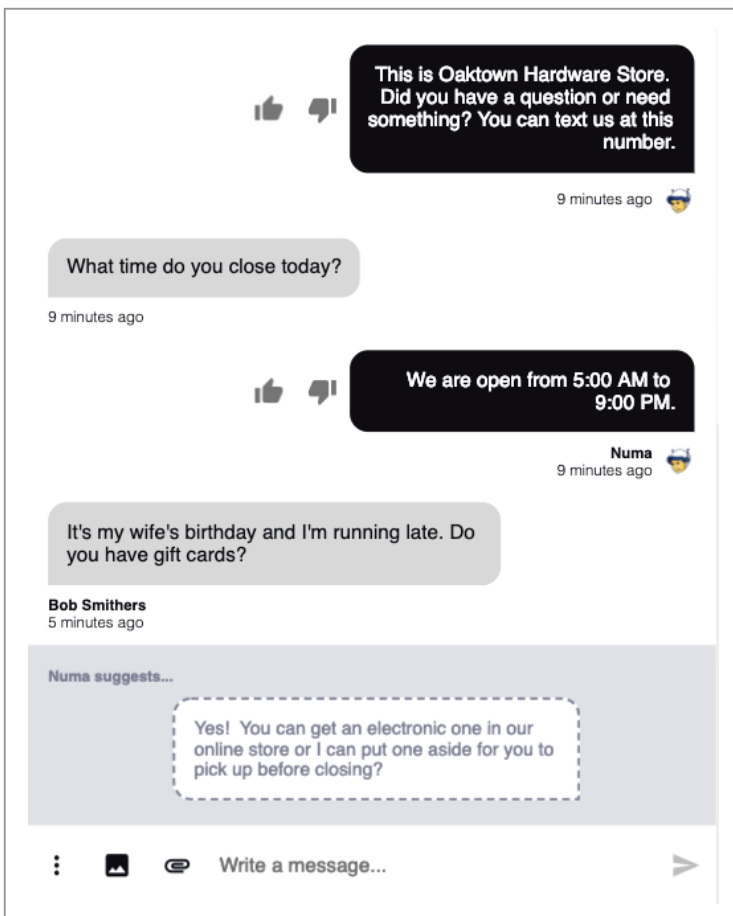 This is Oaktown Hardware Store.
Did you have a question or need
something? You can text us at this
number.
9 minutes ago
What time do you close today?
9 minutes ago
We are open from 5:00 AM to
9:00 PM.
Numa
9 minutes ago
It's my wife's birthday and I'm running late. Do
you have gift cards?
Bob Smithers
5 minutes ago
Numa suggests...
Yes!  You can get an electronic one in our
online store or I can put one aside for you to
pick up before closing?
Write a message...